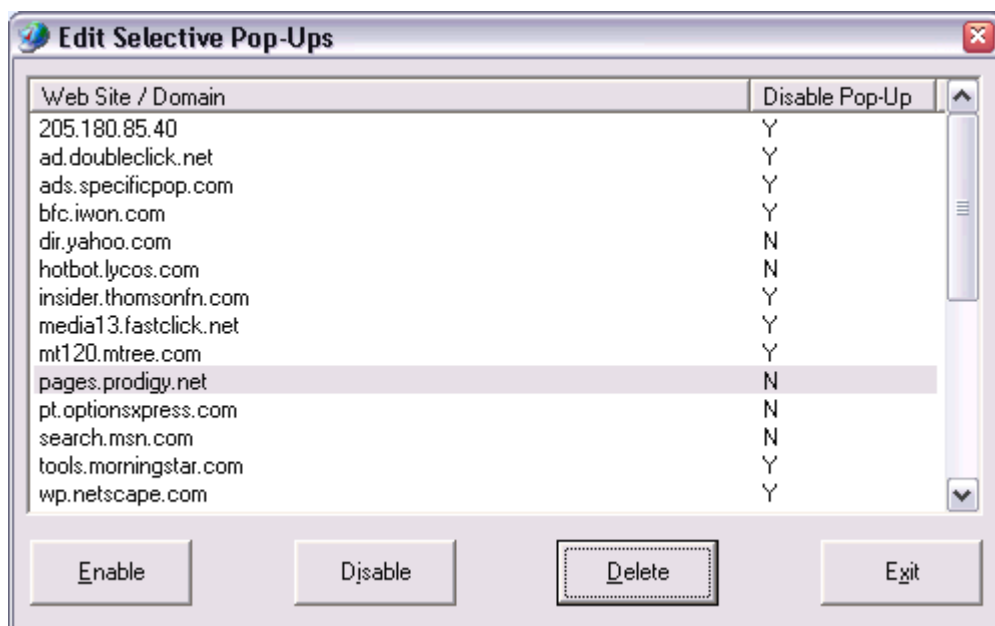 Edit Selective Pop-Ups
Web Site / Domain Disable Pop-Up
205.180.85.40 Y
ad.doubleclick.net Y
ads.specificpop.com Y
bfc.iwon.com Y
dir.yahoo.com N
hotbot.lycos.com N
insider.thomsonfn.com Y
media13.fastclick.net Y
mt120.mtree.com Y
pages.prodigy.net N
pt.optionsxpress.com N
search.msn.com N
tools.morningstar.com Y
wp.netscape.com Y
Enable Disable Delete Exit